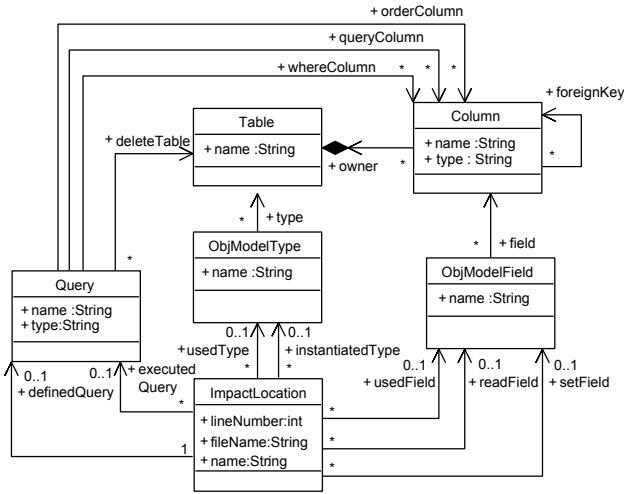 + orderColumn
+ queryColumn
+ whereColumn
* * *
+ foreignKey
Column
+ name :String
+ type : String
*
Table
+ name :String
+ deleteTable
+ owner
*
* + type
ObjModelType
+ name :String
* + field
ObjModelField
+ name :String
*
Query
+ name :String
+ type:String
0..1 0..1
+ usedType + instantiatedType
* *
0..1
+ definedQuery
0..1
+ executed
Query
*
1
ImpactLocation
+ lineNumber:int
+ fileName:String
+ name:String
0..1
+ usedField
0..1
+ readField
0..1
+ setField
*
*
*